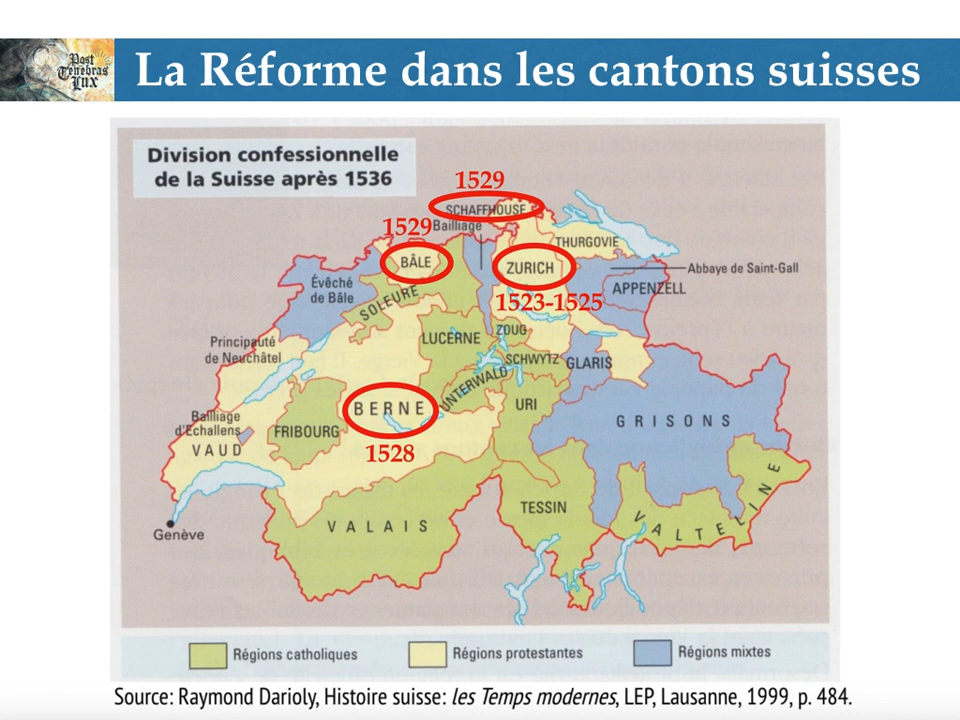 Post
Tenebras
Lux
La Réforme dans les cantons suisses
Division confessionnelle
de la Suisse après 1536
1529
SCHAFFHOUSE
1529
Bailliage
THURGOVIE
BÂLE
ZURICH
Abbaye de Saint-Gall
Évêché
de Bâle
APPENZELL
SOLEURE
1523-1525
LUCERNE
ZOUG
Principauté
de Neuchâtel
SCHWYTZ
GLARIS
UNTERWALD
BERNE
URI
GRISONS
Bailliage
d'Echallens
FRIBOURG
VAUD
1528
TESSIN
VALTELINE
VALAIS
Genève
Régions catholiques
Régions protestantes
Régions mixtes
Source: Raymond Darioly, Histoire suisse: les Temps modernes, LEP, Lausanne, 1999, p. 484.